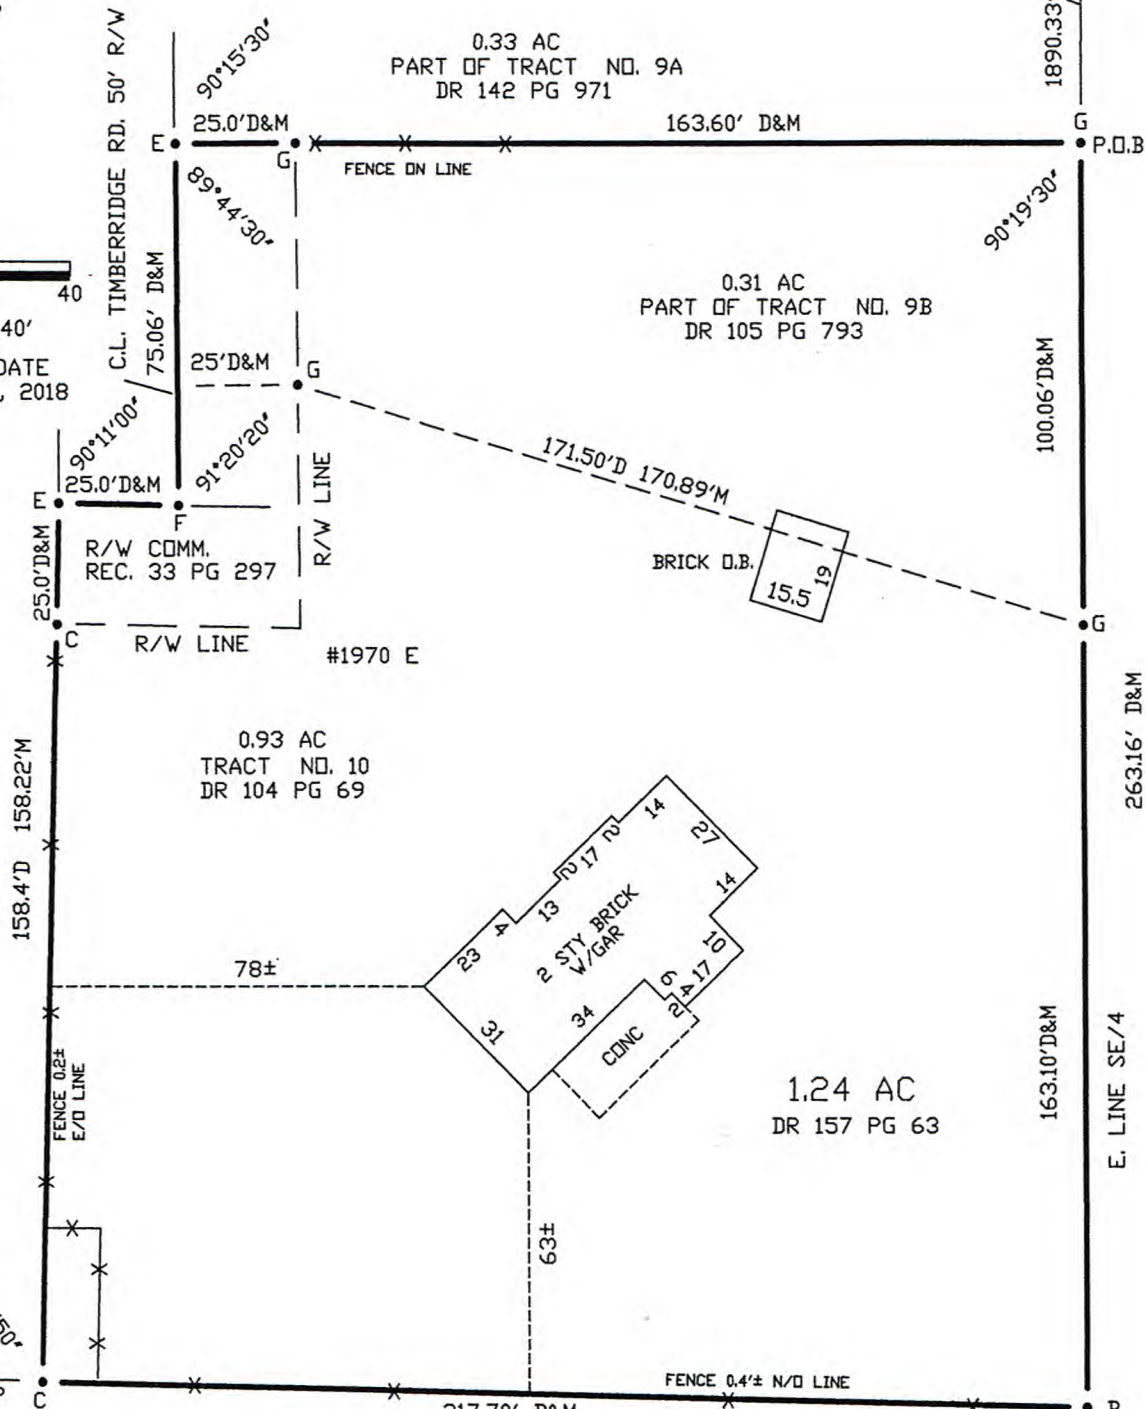 0.33 AC
PART OF TRACT NO. 9A
DR 142 PG 971
1890.33'
90°15'30"
C.L. TIMBERRIDGE RD. 50' R/W
25.0'D&M
163.60' D&M
E
G
G
P.O.B
FENCE ON LINE
89°44'30"
90°19'30"
75.06' D&M
40
40'
DATE
2018
0.31 AC
PART OF TRACT NO. 9B
DR 105 PG 793
25'D&M
G
100.06'D&M
90°11'00"
91°20'20"
171.50'D 170.89'M
E
25.0'D&M
F
R/W LINE
25.0'D&M
R/W COMM.
REC. 33 PG 297
BRICK O.B.
15.5
19
C
R/W LINE
G
#1970 E
263.16' D&M
0.93 AC
TRACT NO. 10
DR 104 PG 69
158.4'D 158.22'M
14
27
2
17
2
14
13
4
23
2 STY BRICK
W/GAR
10
17
6
4
2
34
31
CONC
78±
1.24 AC
DR 157 PG 63
163.10'D&M
E. LINE SE/4
FENCE 0.2±
E/O LINE
63±
50"
C
FENCE 0.4'± N/O LINE